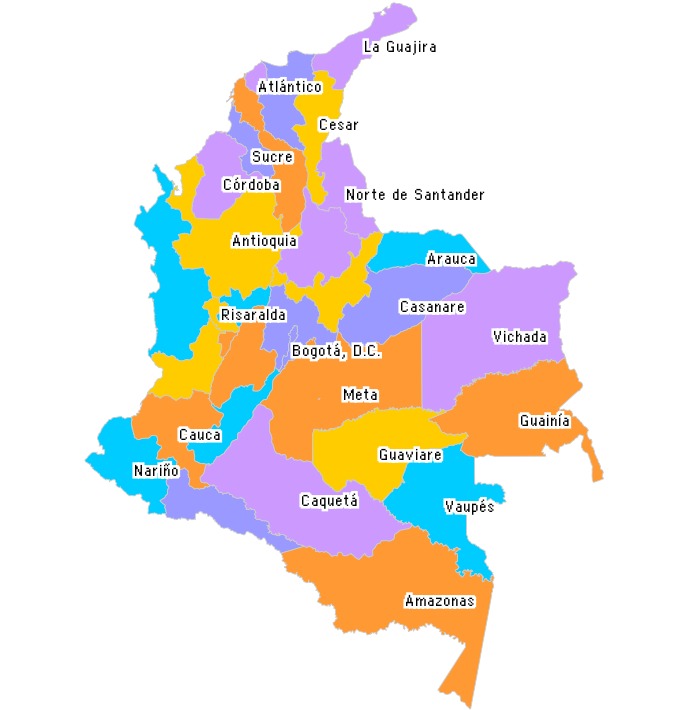 La Guajira
Atlántico
Cesar
Sucre
Córdoba
Norte de Santander
Antioquia
Arauca
Casanare
Risaralda
Vichada
Bogotá, D.C.
Meta
Guainía
Cauca
Guaviare
Nariño
Caquetá
Vaupés
Amazonas